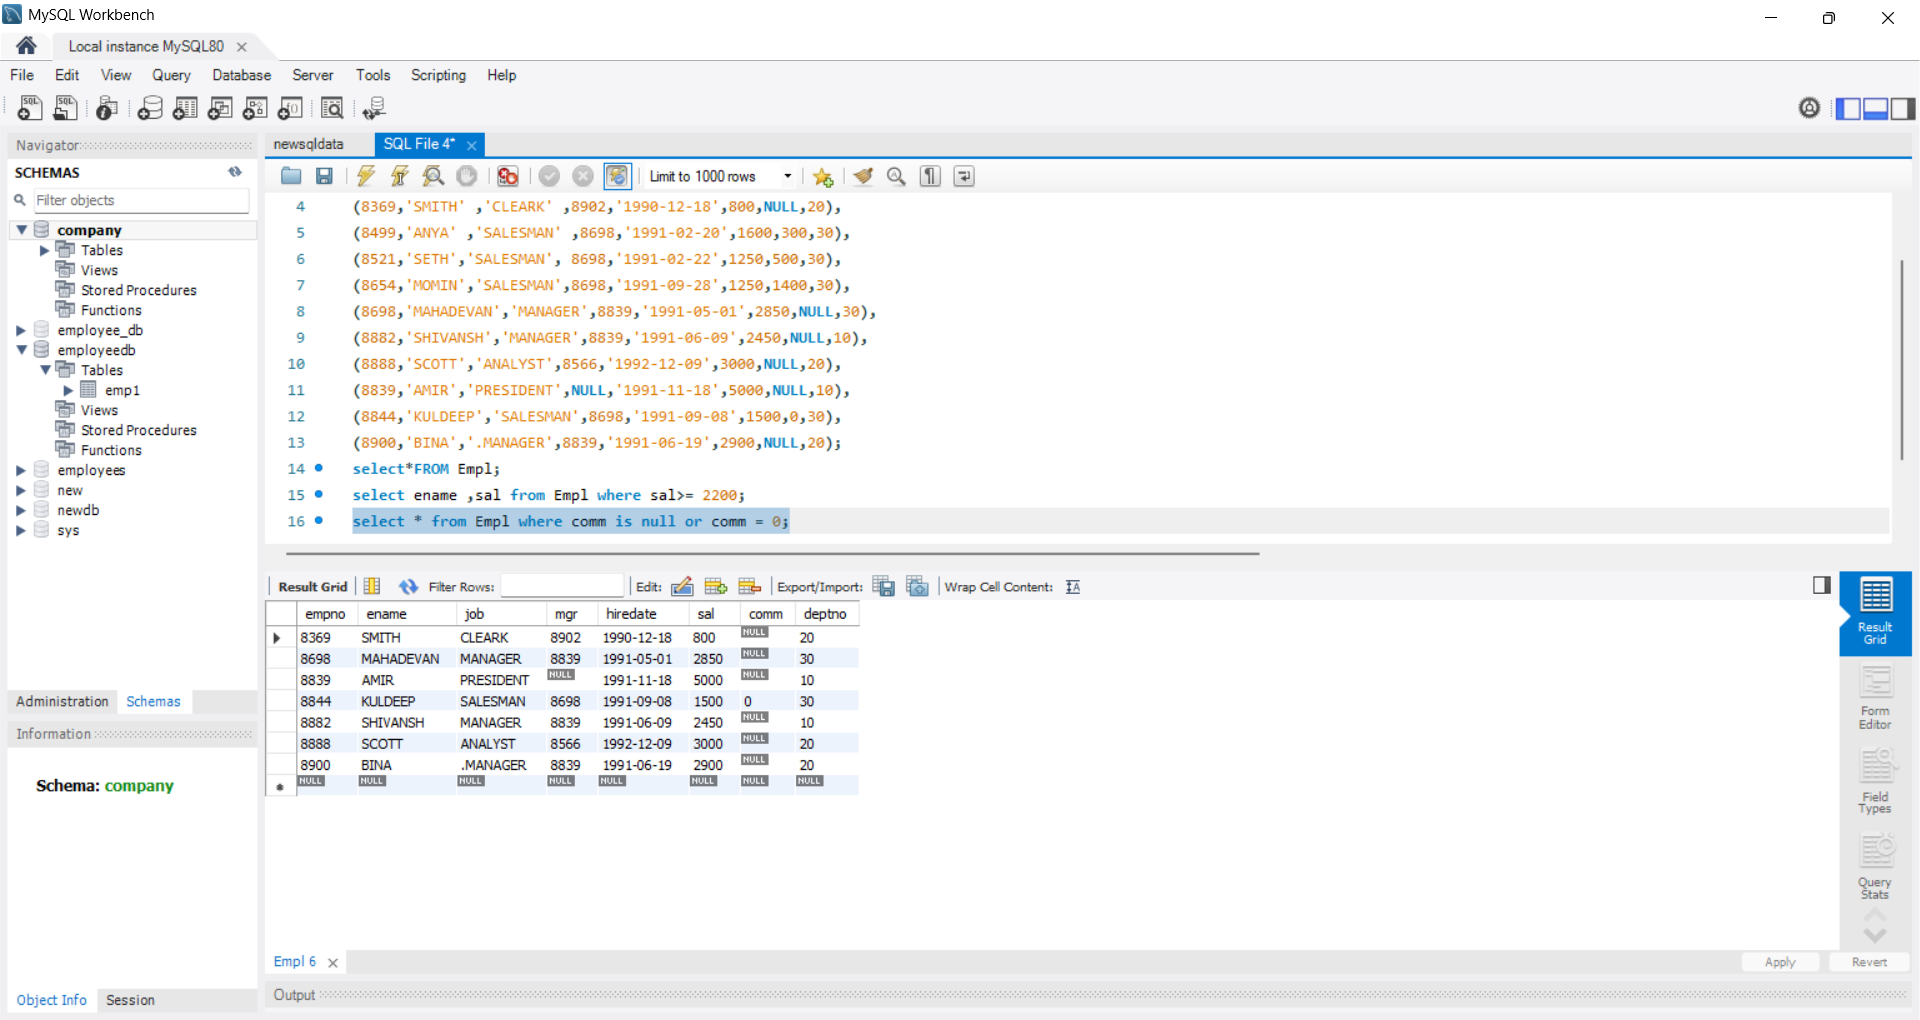 MySQL Workbench
Local instance MySQL80
File Edit View Query Database Server Tools Scripting Help
Navigator
SCHEMAS
Filter objects
company
Tables
Views
Stored Procedures
Functions
employee_db
employeedb
Tables
emp1
Views
Stored Procedures
Functions
employees
new
newdb
sys
Administration Schemas
Information
Schema: company
Object Info Session
newsqldata SQL File 4*
Limit to 1000 rows
4 (8369,'SMITH' ,'CLEARK' ,8902,'1990-12-18',800,NULL,20),
5 (8499,'ANYA' ,'SALESMAN' ,8698,'1991-02-20',1600,300,30),
6 (8521,'SETH','SALESMAN', 8698,'1991-02-22',1250,500,30),
7 (8654,'MOMIN','SALESMAN',8698,'1991-09-28',1250,1400,30),
8 (8698,'MAHADEVAN','MANAGER',8839,'1991-05-01',2850,NULL,30),
9 (8882,'SHIVANSH','MANAGER',8839,'1991-06-09',2450,NULL,10),
10 (8888,'SCOTT','ANALYST',8566,'1992-12-09',3000,NULL,20),
11 (8839,'AMIR','PRESIDENT',NULL,'1991-11-18',5000,NULL,10),
12 (8844,'KULDEEP','SALESMAN',8698,'1991-09-08',1500,0,30),
13 (8900,'BINA','.MANAGER',8839,'1991-06-19',2900,NULL,20);
14 select*FROM Empl;
15 select ename ,sal from Empl where sal>= 2200;
16 select * from Empl where comm is null or comm = 0;
Result Grid Filter Rows: Edit: Export/Import: Wrap Cell Content:
empno ename job mgr hiredate sal comm deptno
8369 SMITH CLEARK 8902 1990-12-18 800 NULL 20
8698 MAHADEVAN MANAGER 8839 1991-05-01 2850 NULL 30
8839 AMIR PRESIDENT NULL 1991-11-18 5000 NULL 10
8844 KULDEEP SALESMAN 8698 1991-09-08 1500 0 30
8882 SHIVANSH MANAGER 8839 1991-06-09 2450 NULL 10
8888 SCOTT ANALYST 8566 1992-12-09 3000 NULL 20
8900 BINA .MANAGER 8839 1991-06-19 2900 NULL 20
NULL NULL NULL NULL NULL NULL NULL NULL
Result
Grid
Form
Editor
Field
Types
Query
Stats
Empl 6
Apply Revert
Output